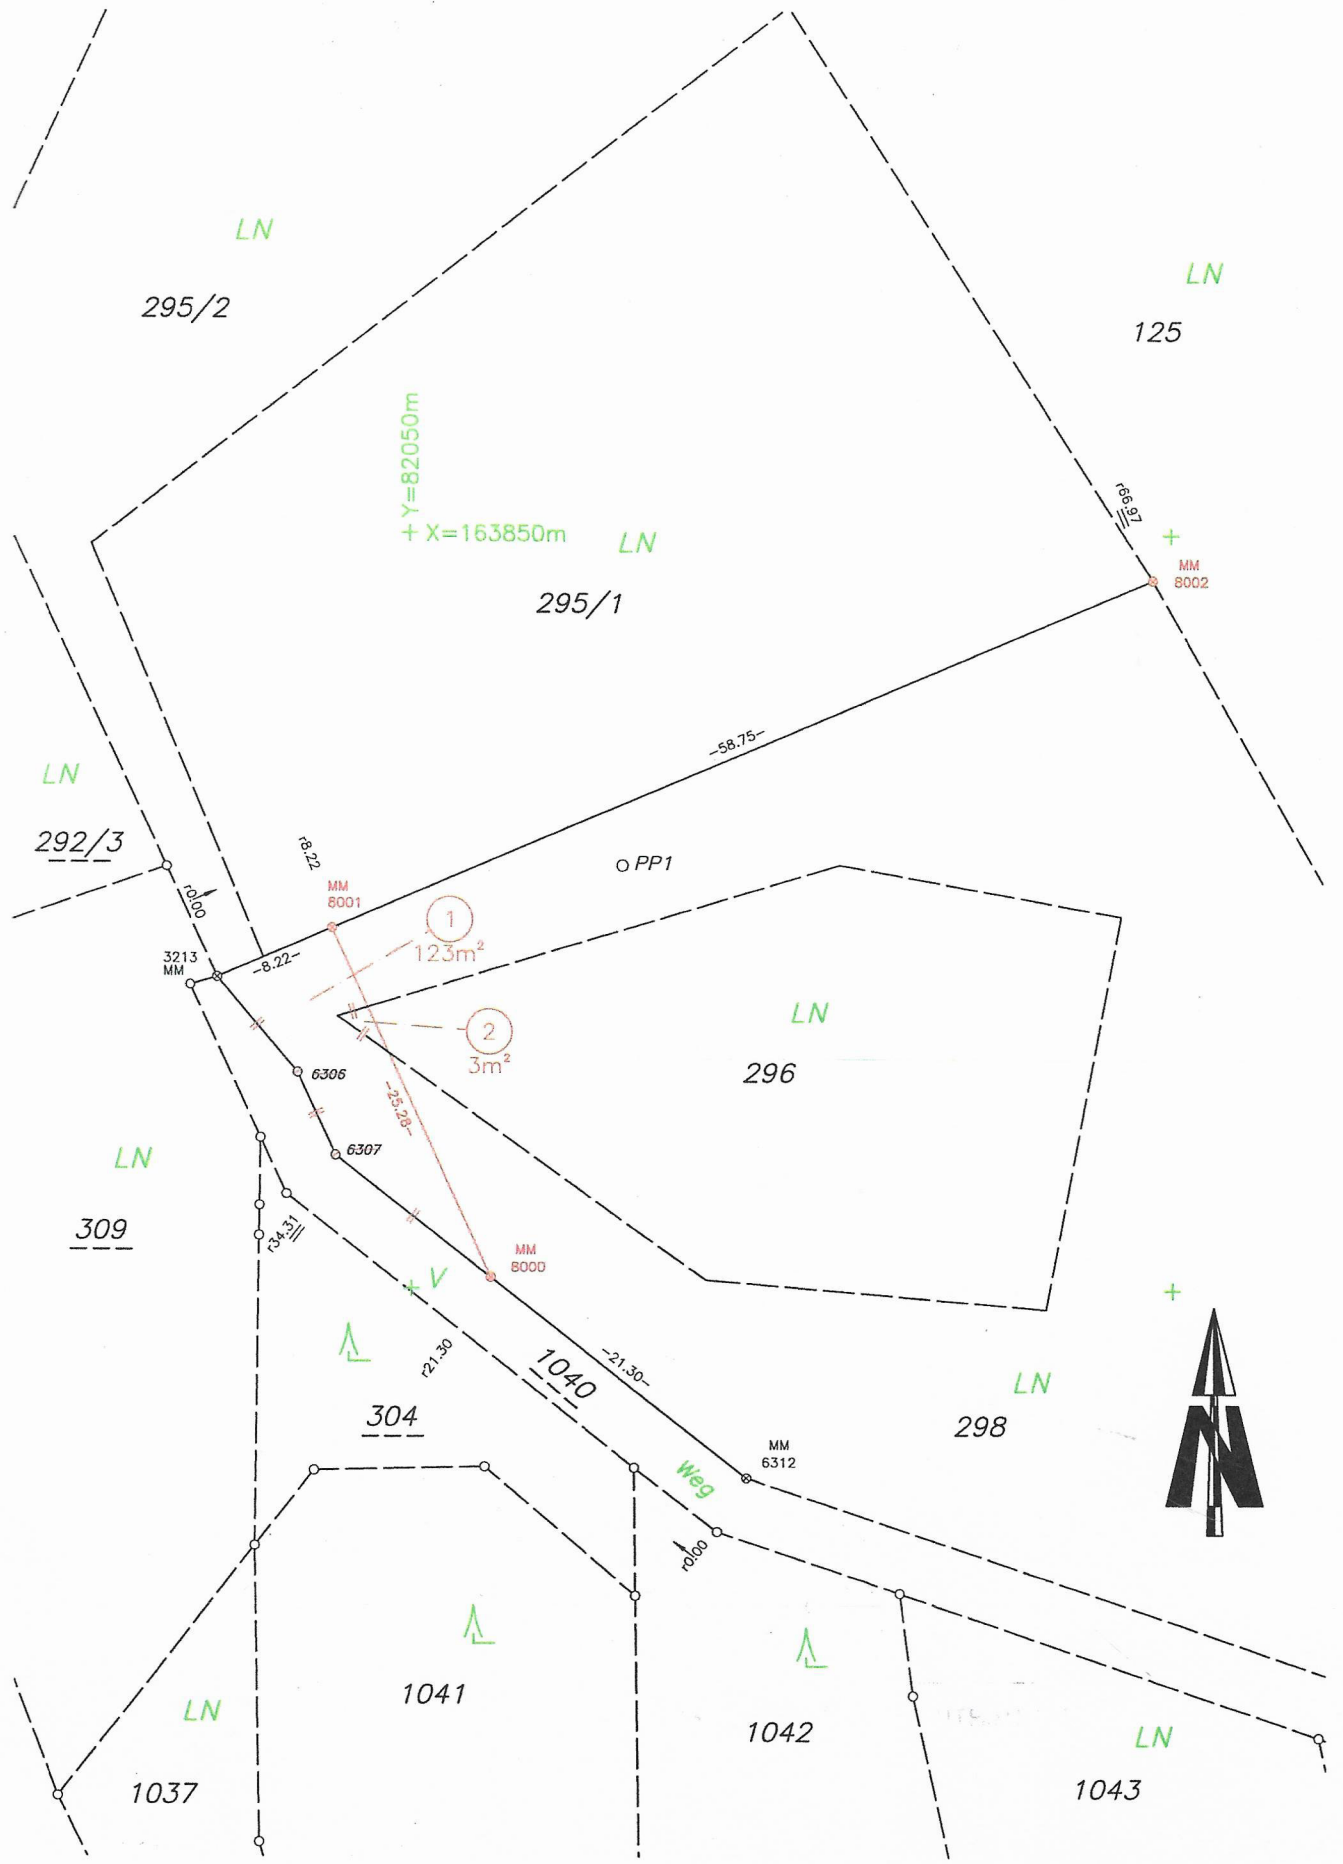 LN
295/2
LN
125
Y=82050m
X=163850m
LN
295/1
r66.97
MM
8002
-58.75-
LN
292/3
r8.22
PP1
MM
8001
r0.00
1
123m²
3213
MM
-8.22-
LN
2
3m²
296
6306
-25.28-
6307
LN
309
r34.31
MM
8000
V
r21.30
1040
-21.30-
LN
304
298
MM
6312
Weg
N
r0.00
1041
LN
1042
LN
1037
1043